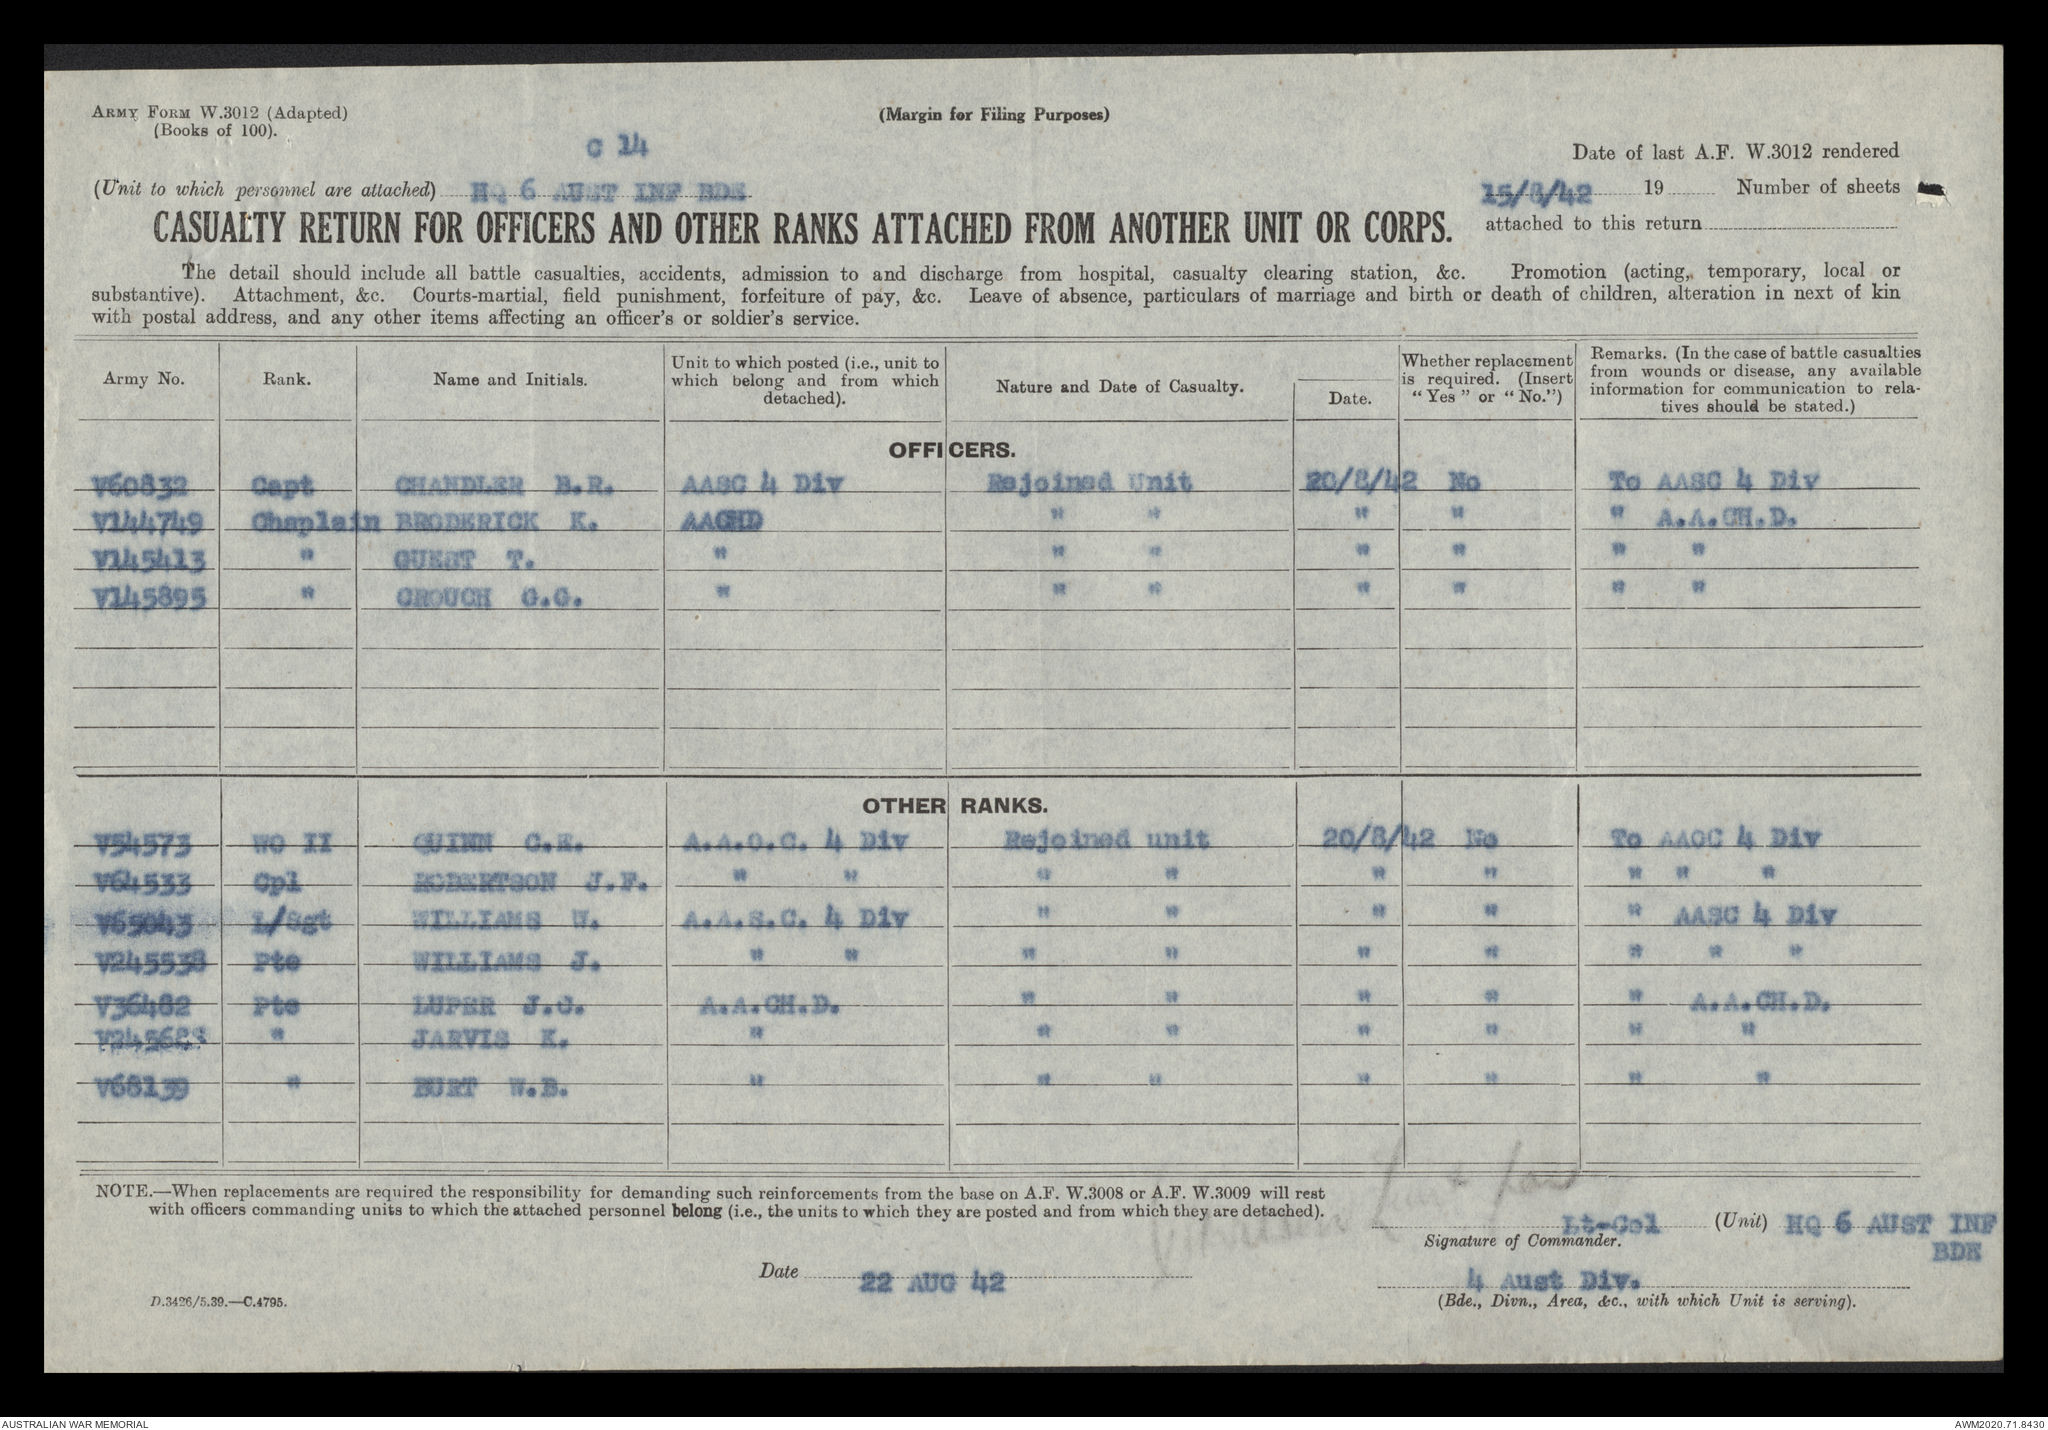 ARMY FORM W.3012 (Adapted)
(Books of 100).
(Margin for Filing Purposes)
C 14
Date of last A.F. W.3012 rendered
(Unit to which personnel are attached) HQ 6 AUST INF BDE
15/8/42 19 Number of sheets
attached to this return
CASUALTY RETURN FOR OFFICERS AND OTHER RANKS ATTACHED FROM ANOTHER UNIT OR CORPS.
The detail should include all battle casualties, accidents, admission to and discharge from hospital, casualty clearing station, &c. Promotion (acting, temporary, local or
substantive). Attachment, &c. Courts-martial, field punishment, forfeiture of pay, &c. Leave of absence, particulars of marriage and birth or death of children, alteration in next of kin
with postal address, and any other items affecting an officer's or soldier's service.
Army No. Rank. Name and Initials. Unit to which posted (i.e., unit to which belong and from which detached). Nature and Date of Casualty. Date. Whether replacement is required. (Insert "Yes" or "No.") Remarks. (In the case of battle casualties from wounds or disease, any available information for communication to relatives should be stated.)
OFFICERS.
V60832 Capt CHANDLER B.R. AASC 4 Div Rejoined Unit 20/8/42 No To AASC 4 Div
V144749 Chaplain BRODERICK K. AACHD " " " " " A.A.CH.D.
V145413 " GUEST T. " " " " " " "
V145895 " CROUCH G.C. " " " " " " "
OTHER RANKS.
V54573 WO II QUINN C.E. A.A.O.C. 4 Div Rejoined unit 20/8/42 No To AAOC 4 Div
V64533 Cpl ROBERTSON J.F. " " " " " " " " "
V65043 L/Sgt WILLIAMS W. A.A.S.C. 4 Div " " " " " AASC 4 Div
V245538 Pte WILLIAMS J. " " " " " " " " "
V36482 Pte LUPER J.C. A.A.CH.D. " " " " " A.A.CH.D.
" JARVIS K. " " " " " " "
V68139 " BURT W.B. " " " " " " "
NOTE.—When replacements are required the responsibility for demanding such reinforcements from the base on A.F. W.3008 or A.F. W.3009 will rest
with officers commanding units to which the attached personnel belong (i.e., the units to which they are posted and from which they are detached).
Lt-Col (Unit) HQ 6 AUST INF
BDE
Signature of Commander.
Date 22 AUG 42
4 Aust Div.
D.3426/5.39.—C.4795.
(Bde., Divn., Area, &c., with which Unit is serving).
AUSTRALIAN WAR MEMORIAL
AWM2020.71.8430